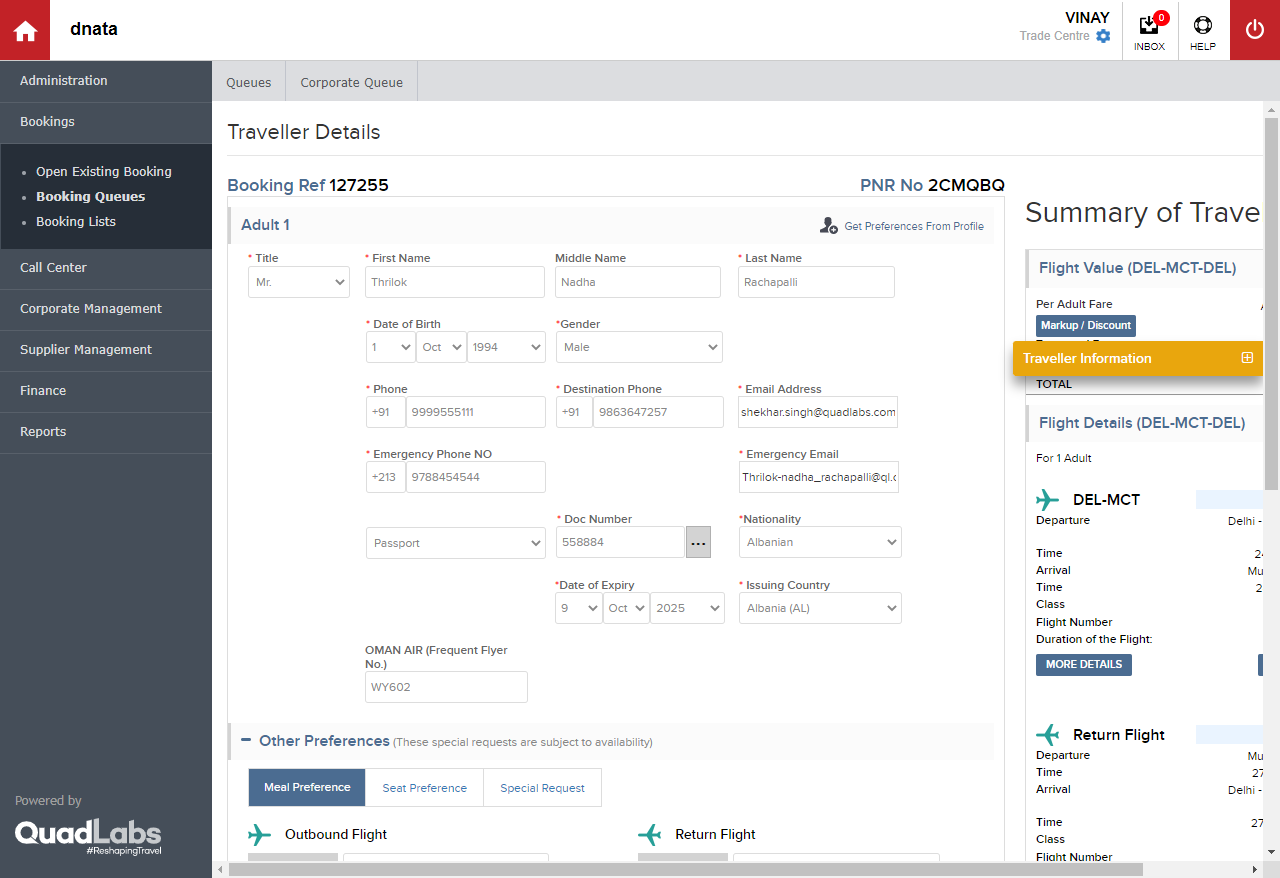 dnata
VINAY
Trade Centre
0
INBOX
HELP
Administration
Bookings
Open Existing Booking
Booking Queues
Booking Lists
Call Center
Corporate Management
Supplier Management
Finance
Reports
Powered by
QuadLabs
#ReshapingTravel
Queues
Corporate Queue
Traveller Details
Booking Ref 127255
PNR No 2CMQBQ
Adult 1
Get Preferences From Profile
* Title
* First Name
Middle Name
* Last Name
Mr.
Thrilok
Nadha
Rachapalli
* Date of Birth
*Gender
1
Oct
1994
Male
* Phone
* Destination Phone
* Email Address
+91
9999555111
+91
9863647257
shekhar.singh@quadlabs.com
* Emergency Phone NO
* Emergency Email
+213
9788454544
Thrilok-nadha_rachapalli@ql.c
* Doc Number
*Nationality
Passport
558884
...
Albanian
*Date of Expiry
* Issuing Country
9
Oct
2025
Albania (AL)
OMAN AIR (Frequent Flyer
No.)
WY602
Other Preferences (These special requests are subject to availability)
Meal Preference
Seat Preference
Special Request
Outbound Flight
Return Flight
Summary of Trave
Flight Value (DEL-MCT-DEL)
Per Adult Fare
Markup / Discount
Traveller Information
TOTAL
Flight Details (DEL-MCT-DEL)
For 1 Adult
DEL-MCT
Departure
Delhi -
Time
24
Arrival
Mu
Time
2
Class
Flight Number
Duration of the Flight:
MORE DETAILS
Return Flight
Departure
Mu
Time
27
Arrival
Delhi -
Time
27
Class
Flight Number